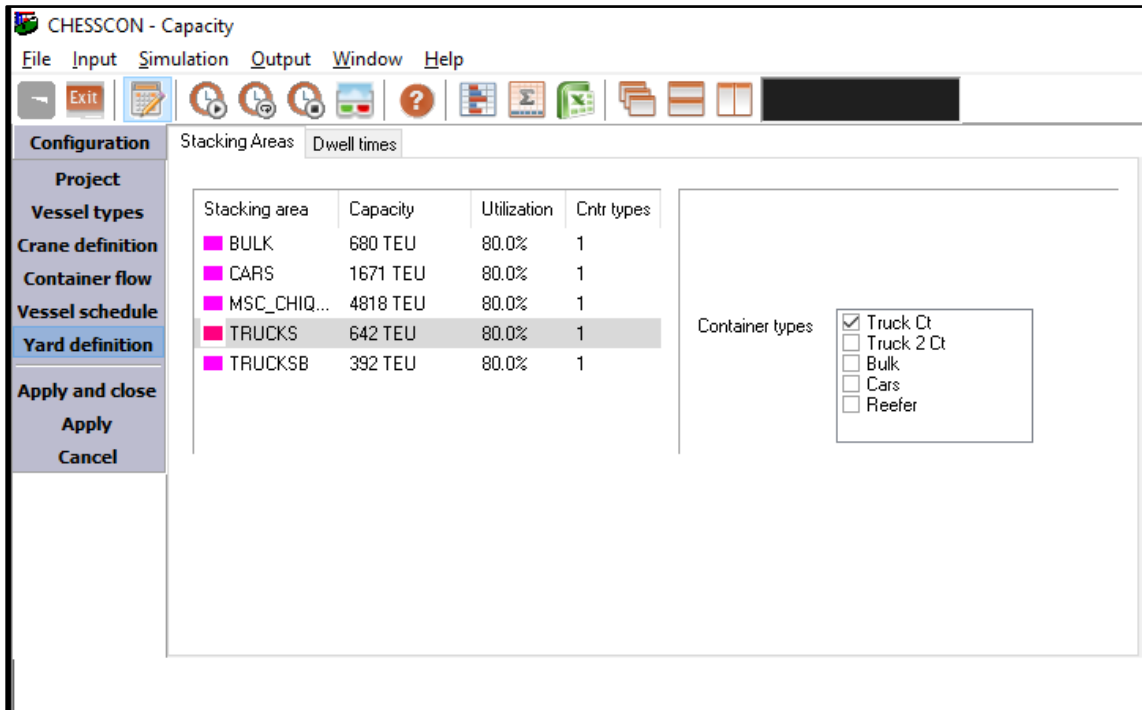 CHESSCON - Capacity
File Input Simulation Output Window Help
Exit
Configuration
Project
Vessel types
Crane definition
Container flow
Vessel schedule
Yard definition
Apply and close
Apply
Cancel
Stacking Areas Dwell times
Stacking area Capacity Utilization Cntr types
BULK 680 TEU 80.0% 1
CARS 1671 TEU 80.0% 1
MSC_CHIQ... 4818 TEU 80.0% 1
TRUCKS 642 TEU 80.0% 1
TRUCKSB 392 TEU 80.0% 1
Container types
Truck Ct
Truck 2 Ct
Bulk
Cars
Reefer